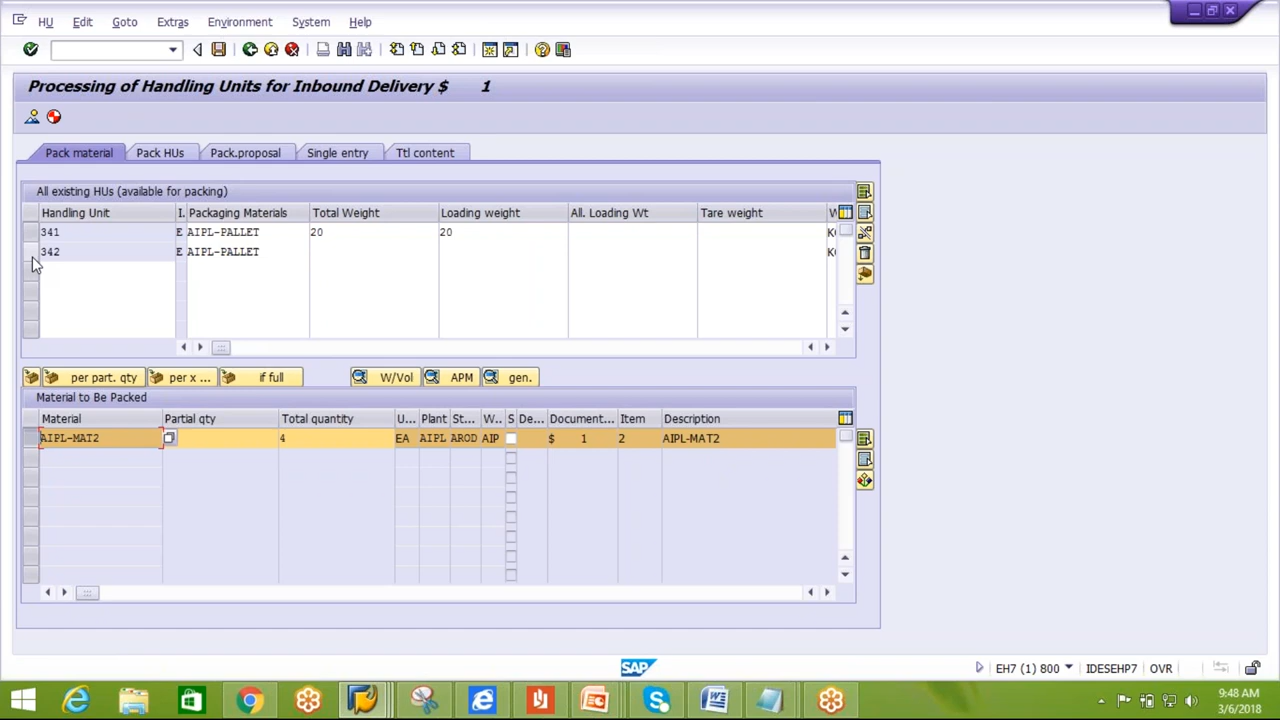 HU Edit Goto Extras Environment System Help
Processing of Handling Units for Inbound Delivery $ 1
Pack material Pack HUs Pack.proposal Single entry Ttl content
All existing HUs (available for packing)
Handling Unit I. Packaging Materials Total Weight Loading weight All. Loading Wt Tare weight
341 E AIPL-PALLET 20 20
342 E AIPL-PALLET
per part. qty per x ... if full W/Vol APM gen.
Material to Be Packed
Material Partial qty Total quantity U... Plant St... W.. S De... Document... Item Description
AIPL-MAT2 4 EA AIPL AROD AIP $ 1 2 AIPL-MAT2
SAP
EH7 (1) 800 IDESEHP7 OVR
9:48 AM
3/6/2018